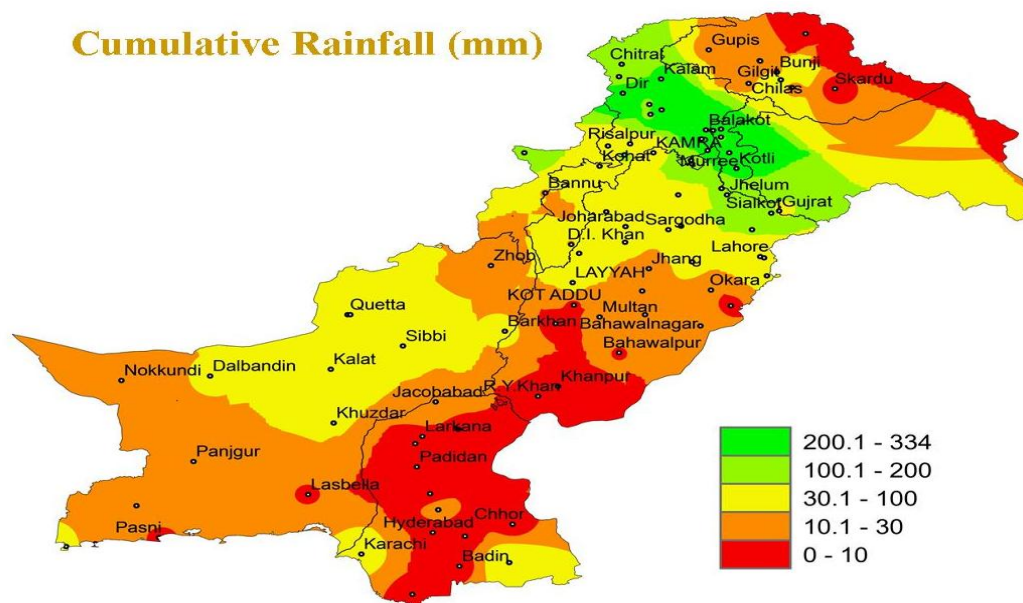 Cumulative Rainfall (mm)
Gupis
Chitral
Bunji
Kalam
Gilgit
Skardu
Dir
Chilas
Balakot
Risalpur
KAMRA
Kohat
Murree
Kotli
Bannu
Jhelum
Sialkot
Gujrat
Joharabad
Sargodha
D.I. Khan
Lahore
Zhob
Jhang
LAYYAH
Okara
KOT ADDU
Quetta
Multan
Barkhan
Bahawalnagar
Sibbi
Bahawalpur
Kalat
Nokkundi
Dalbandin
Jacobabad
R.Y.Khan
Khanpur
Khuzdar
Larkana
Panjgur
Padidan
Lasbella
Pasni
Hyderabad
Chhor
Karachi
Badin
200.1 - 334
100.1 - 200
30.1 - 100
10.1 - 30
0 - 10